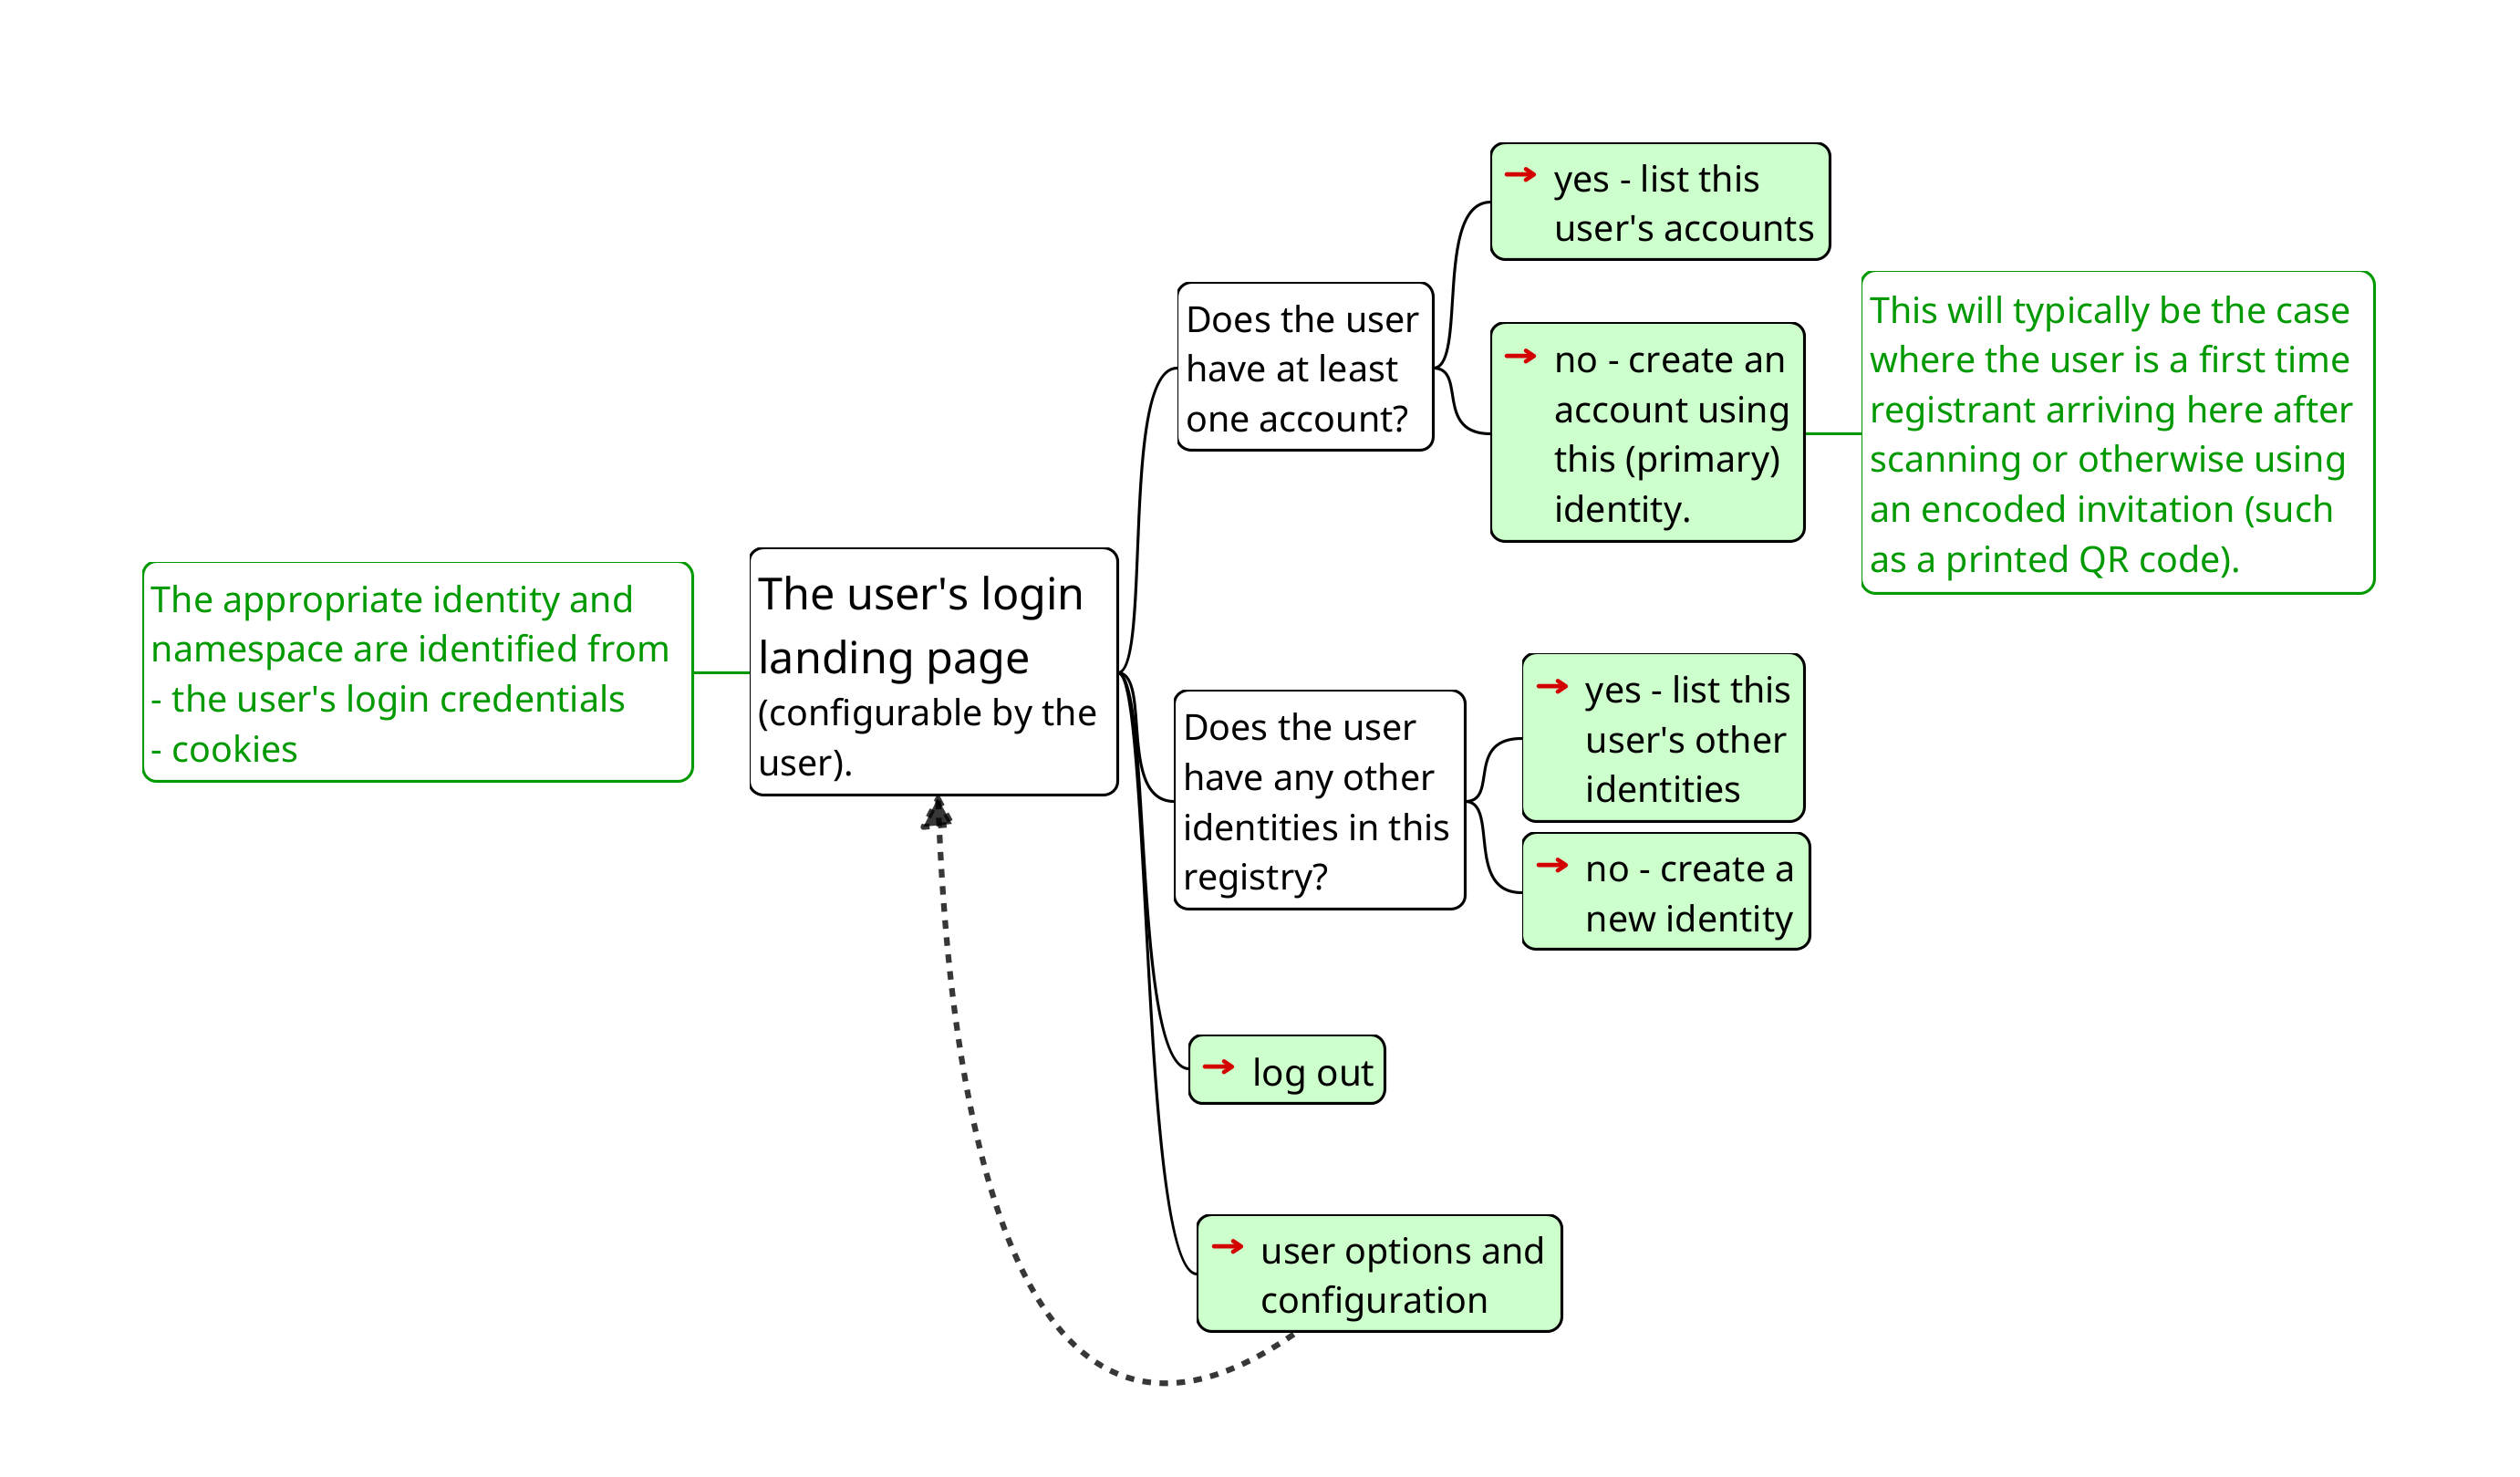 The appropriate identity and
namespace are identified from
- the user's login credentials
- cookies
The user's login
landing page
(configurable by the
user).
Does the user
have at least
one account?
yes - list this
user's accounts
no - create an
account using
this (primary)
identity.
This will typically be the case
where the user is a first time
registrant arriving here after
scanning or otherwise using
an encoded invitation (such
as a printed QR code).
Does the user
have any other
identities in this
registry?
yes - list this
user's other
identities
no - create a
new identity
log out
user options and
configuration